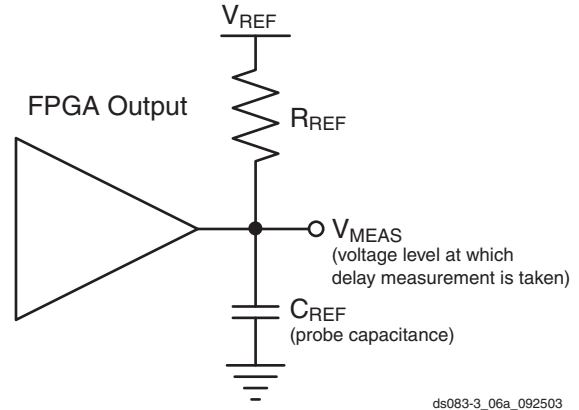 VREF
FPGA Output
RREF
VMEAS
(voltage level at which
delay measurement is taken)
CREF
(probe capacitance)
ds083-3_06a_092503